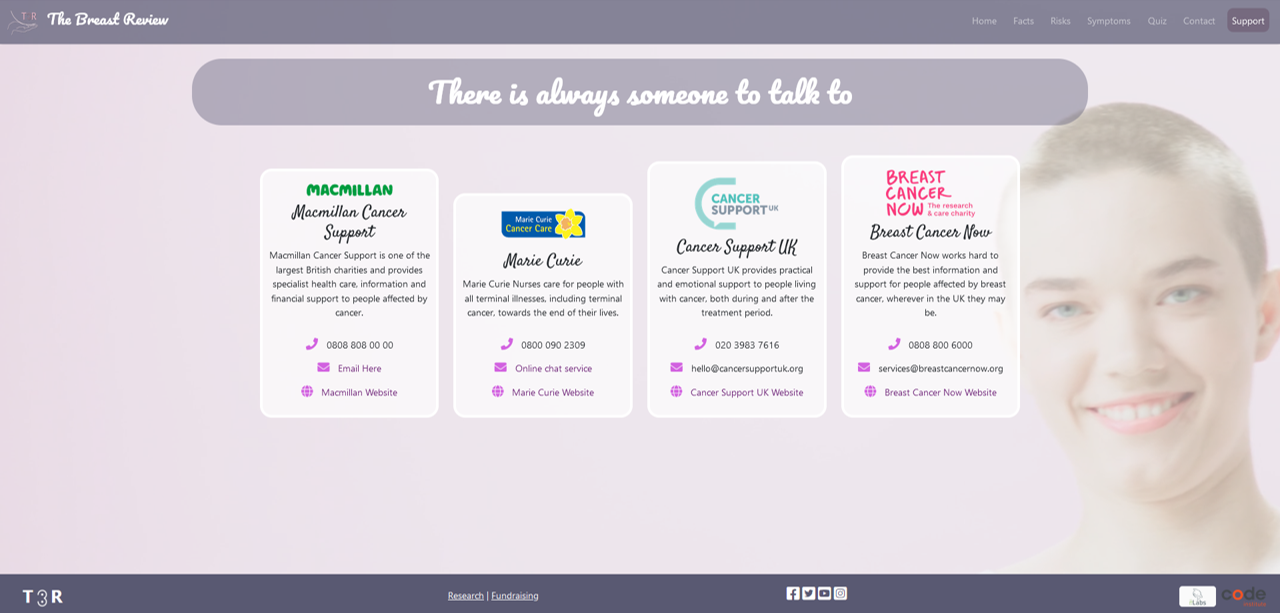 T R The Breast Review
Home Facts Risks Symptoms Quiz Contact Support
There is always someone to talk to
MACMILLAN
Macmillan Cancer
Support
Macmillan Cancer Support is one of the
largest British charities and provides
specialist health care, information and
financial support to people affected by
cancer.
0808 808 00 00
Email Here
Macmillan Website
Marie Curie
Cancer Care
Marie Curie
Marie Curie Nurses care for people with
all terminal illnesses, including terminal
cancer, towards the end of their lives.
0800 090 2309
Online chat service
Marie Curie Website
CANCER
SUPPORT UK
Cancer Support UK
Cancer Support UK provides practical
and emotional support to people living
with cancer, both during and after the
treatment period.
020 3983 7616
hello@cancersupportuk.org
Cancer Support UK Website
BREAST
CANCER
NOW The research
& care charity
Breast Cancer Now
Breast Cancer Now works hard to
provide the best information and
support for people affected by breast
cancer, wherever in the UK they may
be.
0808 800 6000
services@breastcancernow.org
Breast Cancer Now Website
T3R
Research | Fundraising
code